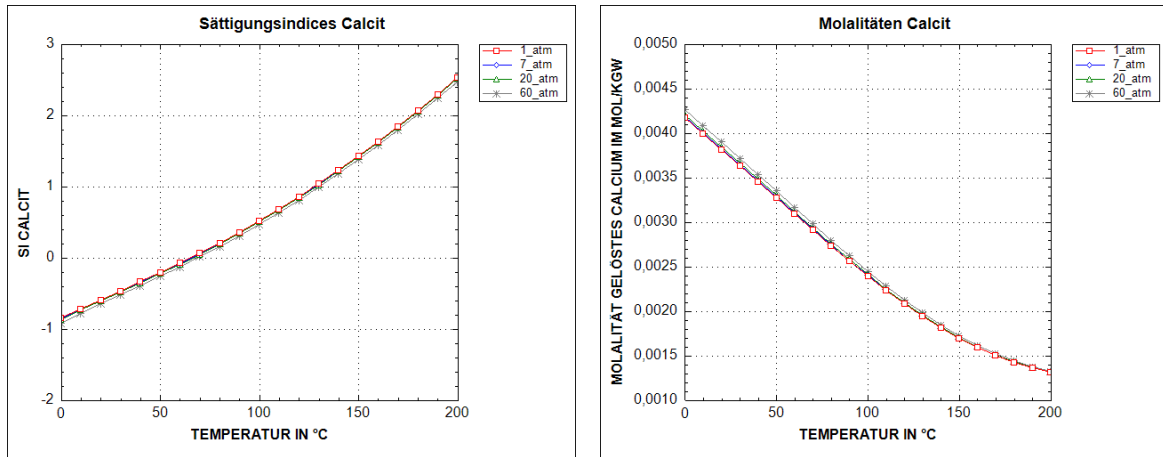 Sättigungsindices Calcit
SI CALCIT
3
2
1
0
-1
-2
0
50
100
150
200
TEMPERATUR IN °C
1_atm
7_atm
20_atm
60_atm
Molalitäten Calcit
MOLALITÄT GELÖSTES CALCIUM IM MOL/KGW
0,0050
0,0045
0,0040
0,0035
0,0030
0,0025
0,0020
0,0015
0,0010
0
50
100
150
200
TEMPERATUR IN °C
1_atm
7_atm
20_atm
60_atm